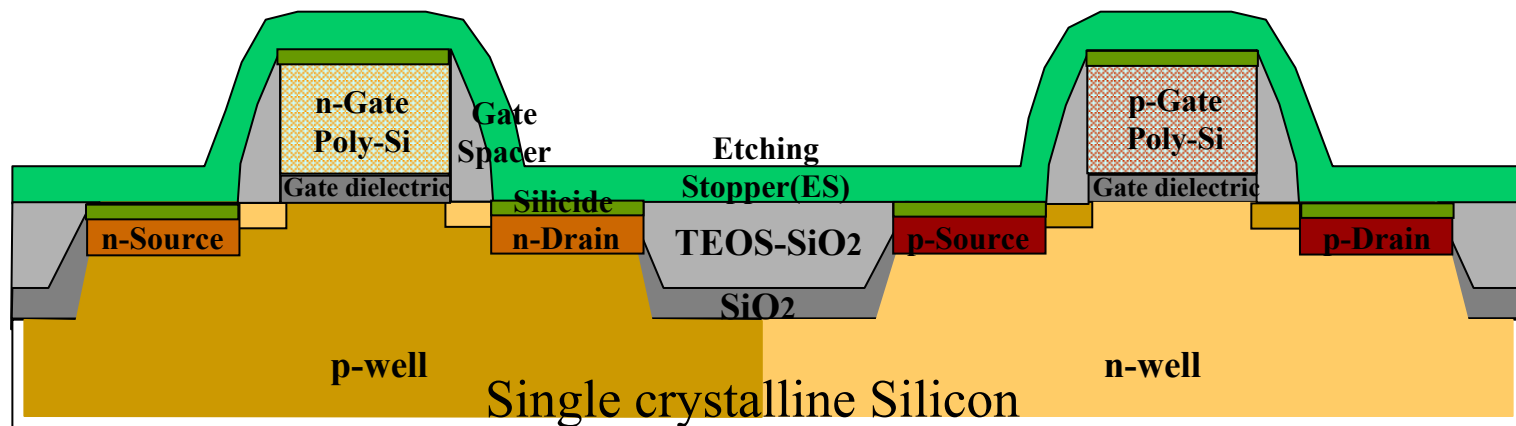 n-Gate
Poly-Si
Gate
Spacer
Gate dielectric
Etching
Stopper(ES)
p-Gate
Poly-Si
Gate dielectric
Silicide
n-Source
n-Drain
TEOS-SiO2
p-Source
p-Drain
SiO2
p-well
n-well
Single crystalline Silicon